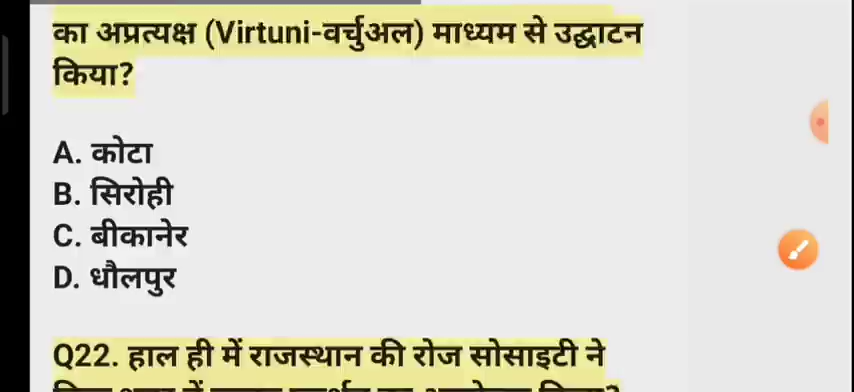 का अप्रत्यक्ष (Virtuni-वर्चुअल) माध्यम से उद्घाटन
किया?
A. कोटा
B. सिरोही
C. बीकानेर
D. धौलपुर
Q22. हाल ही में राजस्थान की रोज सोसाइटी ने